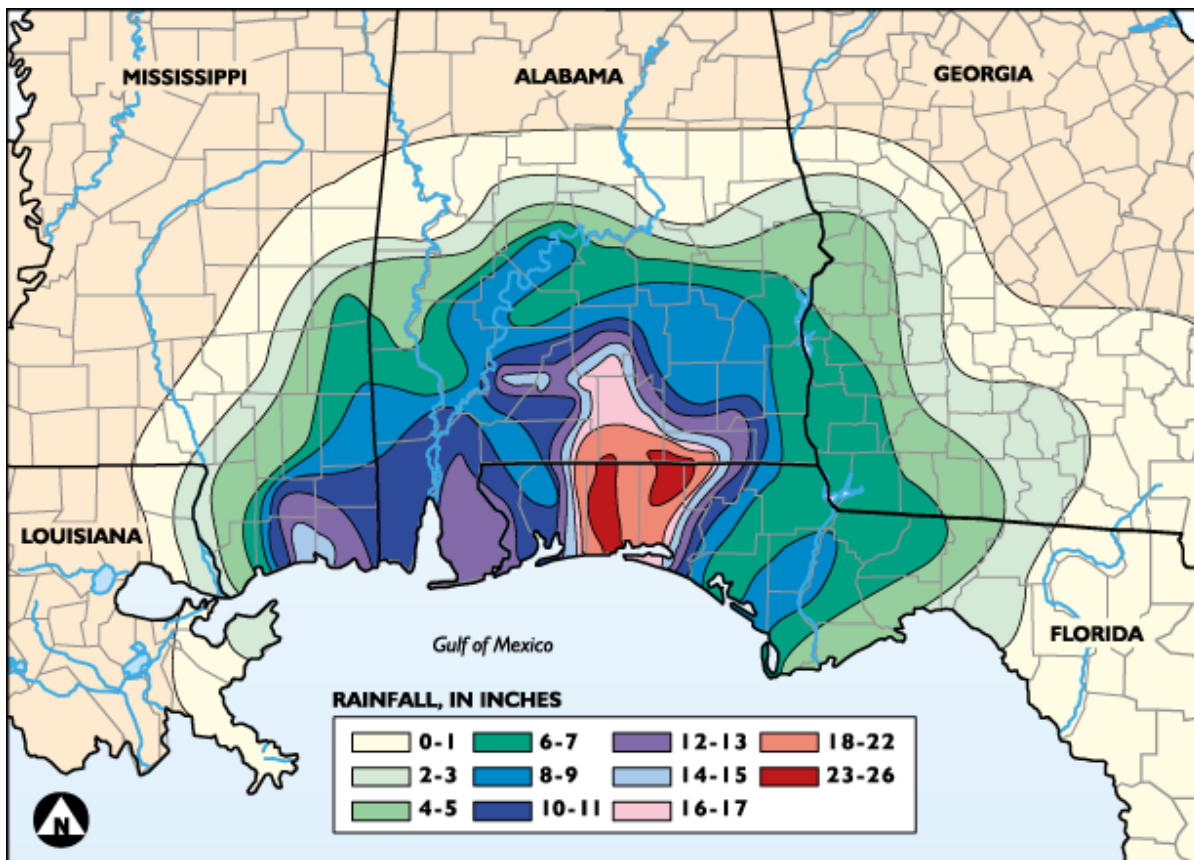 MISSISSIPPI
ALABAMA
GEORGIA
LOUISIANA
FLORIDA
Gulf of Mexico
RAINFALL, IN INCHES
0-1 6-7 12-13 18-22
2-3 8-9 14-15 23-26
4-5 10-11 16-17
N